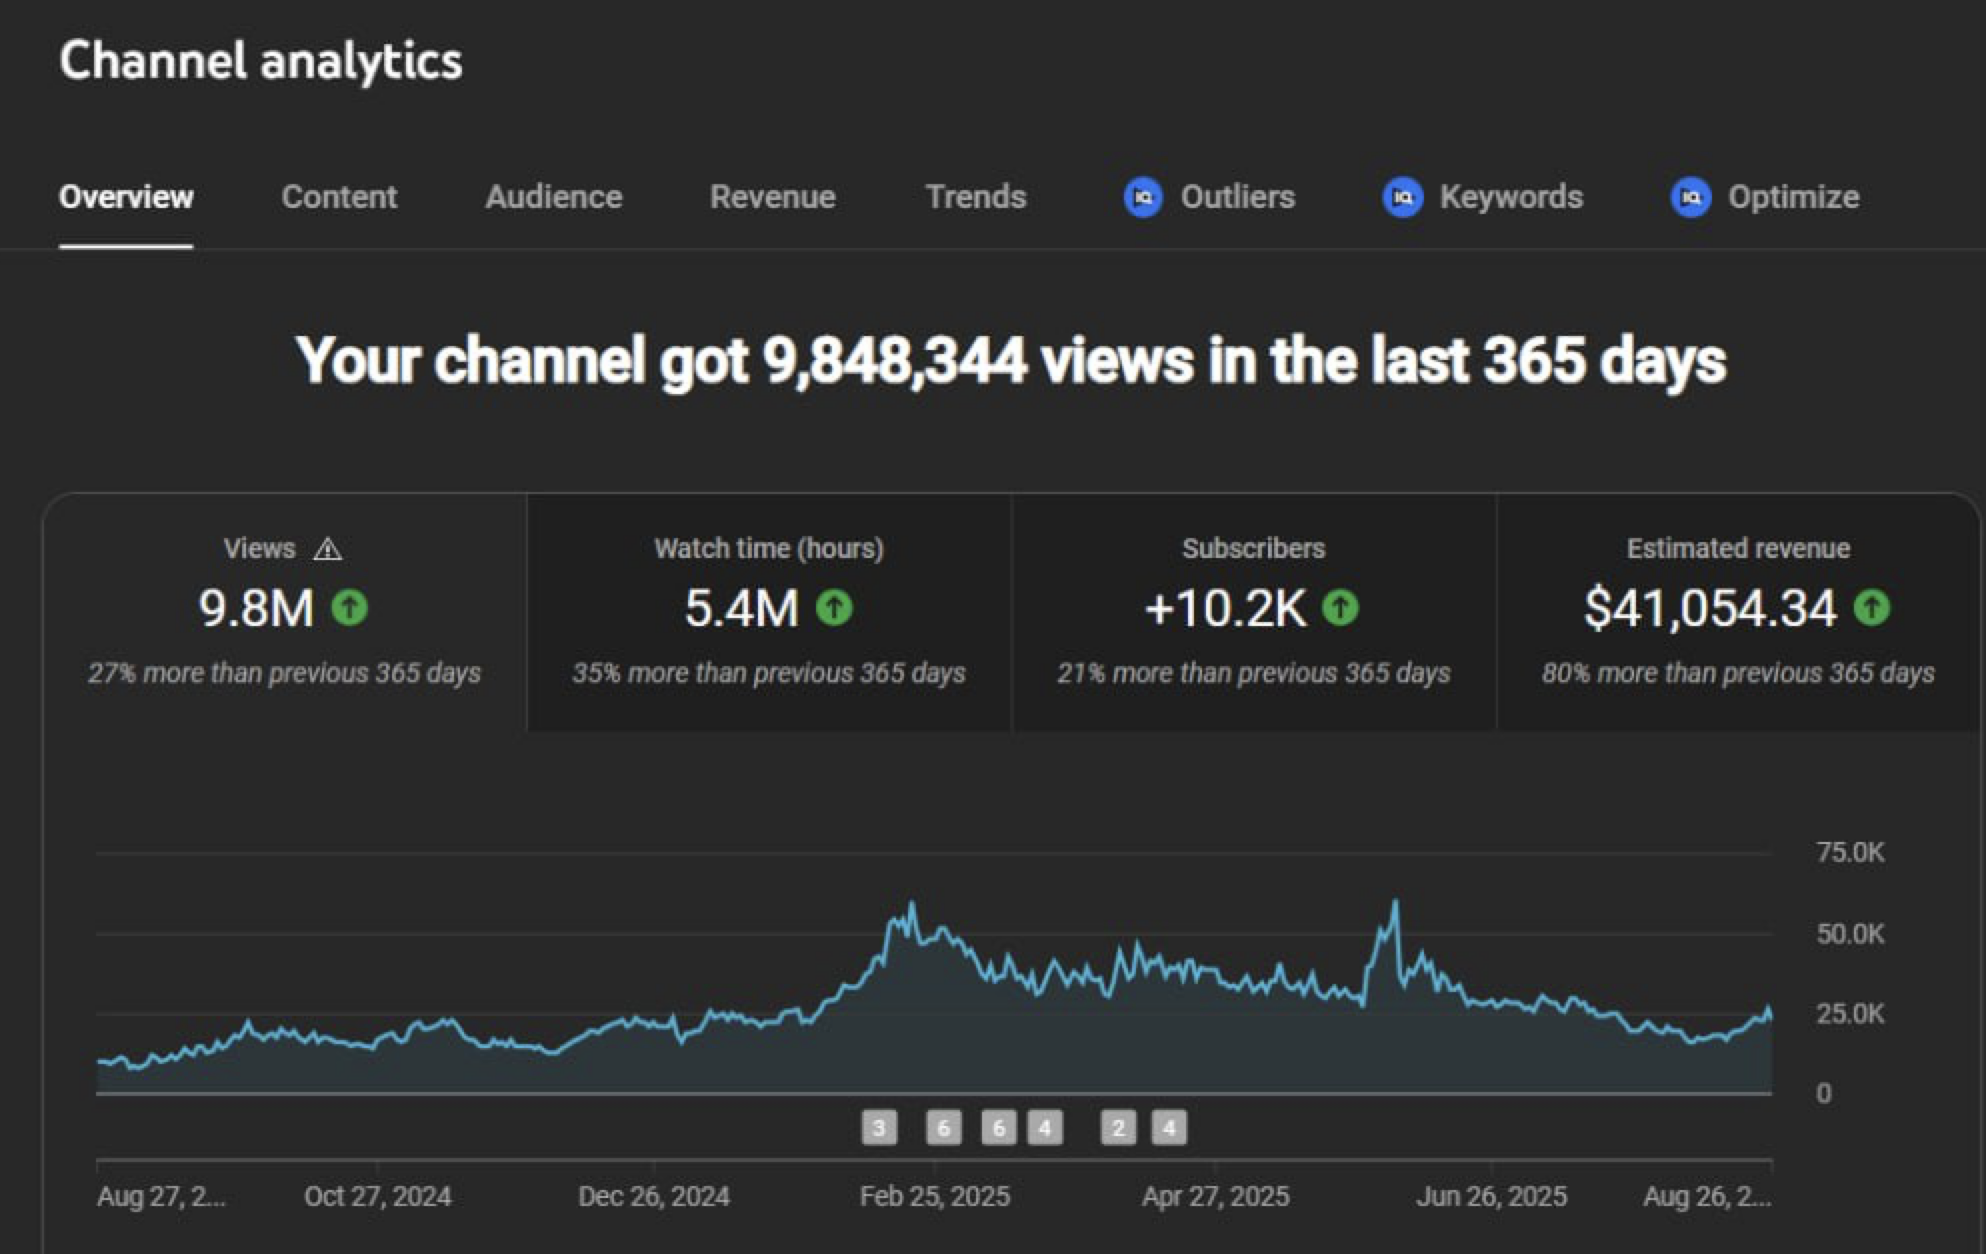 Channel analytics
Overview Content Audience Revenue Trends IQ Outliers IQ Keywords IQ Optimize
Your channel got 9,848,344 views in the last 365 days
Views Watch time (hours) Subscribers Estimated revenue
9.8M 5.4M +10.2K $41,054.34
27% more than previous 365 days 35% more than previous 365 days 21% more than previous 365 days 80% more than previous 365 days
75.0K
50.0K
25.0K
0
3 6 6 4 2 4
Aug 27, 2... Oct 27, 2024 Dec 26, 2024 Feb 25, 2025 Apr 27, 2025 Jun 26, 2025 Aug 26, 2...